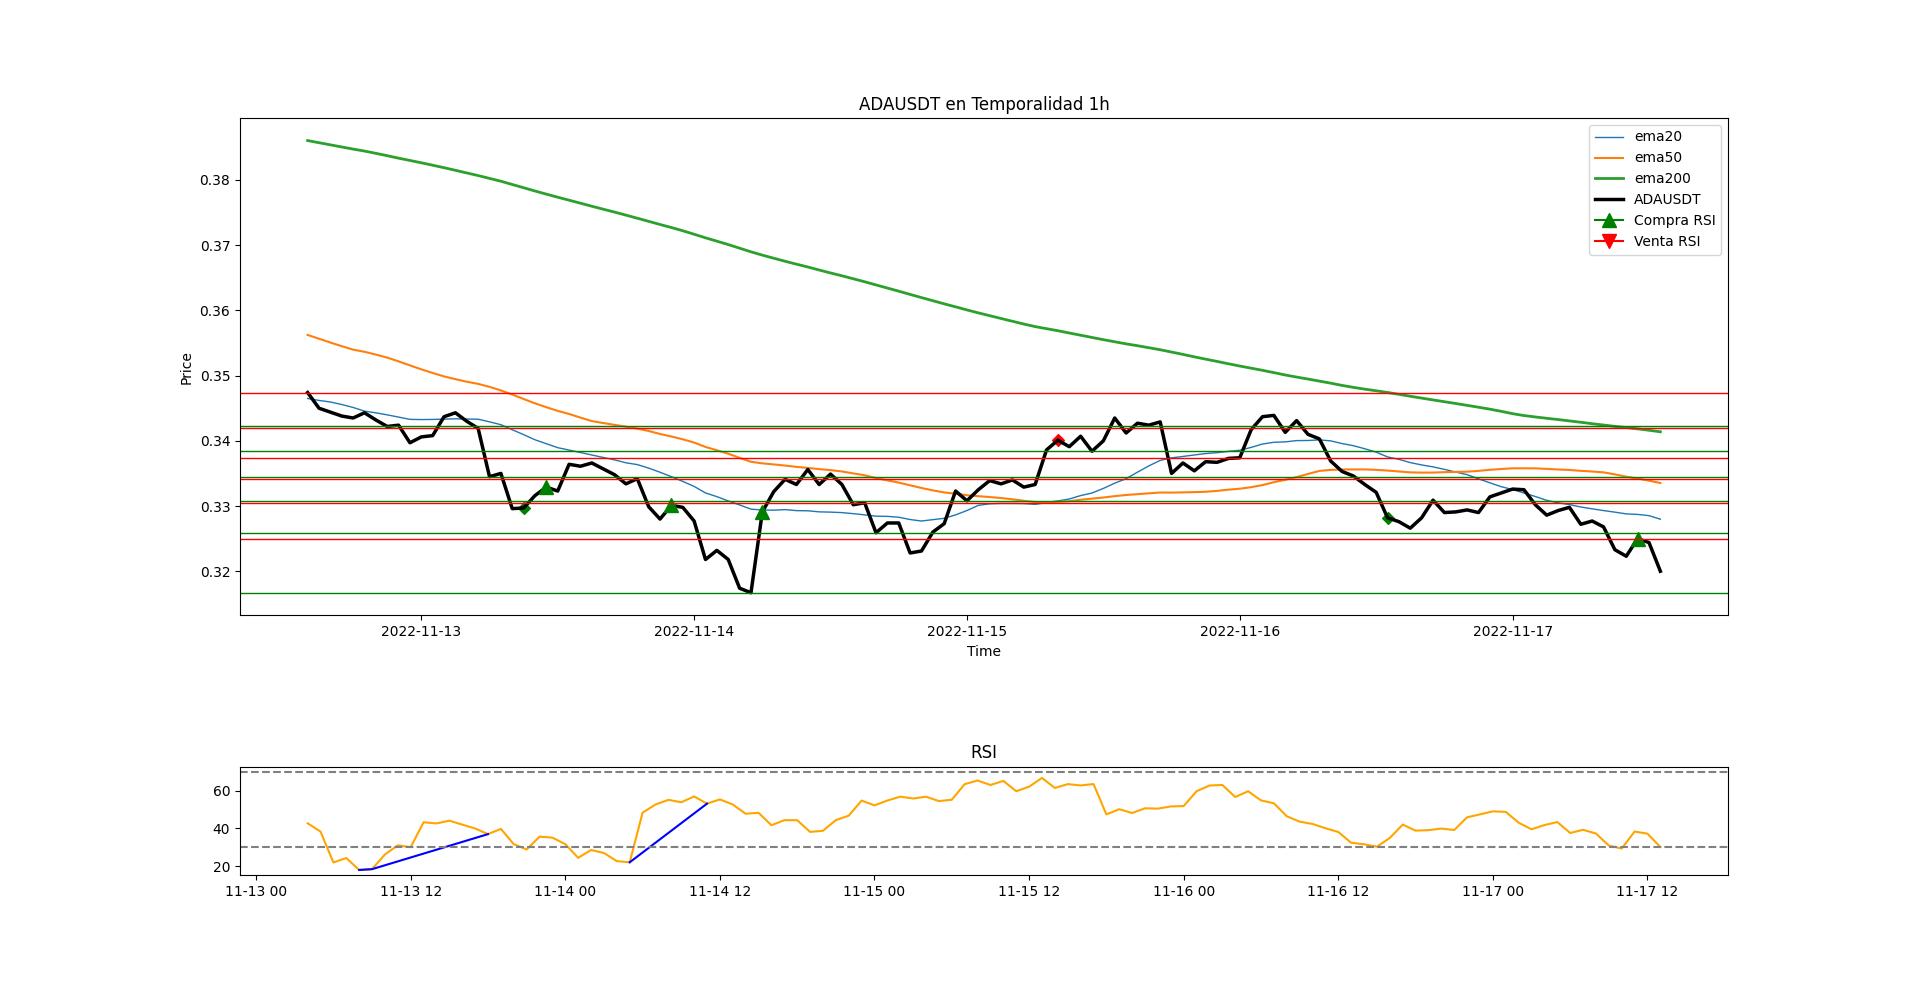 ADAUSDT en Temporalidad 1h
ema20
ema50
ema200
ADAUSDT
Compra RSI
Venta RSI
Price
0.38
0.37
0.36
0.35
0.34
0.33
0.32
2022-11-13 2022-11-14 2022-11-15 2022-11-16 2022-11-17
Time
RSI
60
40
20
11-13 00 11-13 12 11-14 00 11-14 12 11-15 00 11-15 12 11-16 00 11-16 12 11-17 00 11-17 12